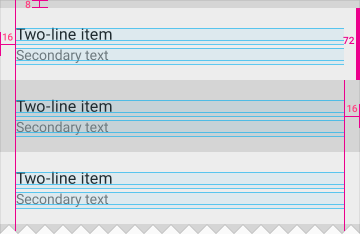 8
Two-line item
16
72
Secondary text
Two-line item
16
Secondary text
Two-line item
Secondary text